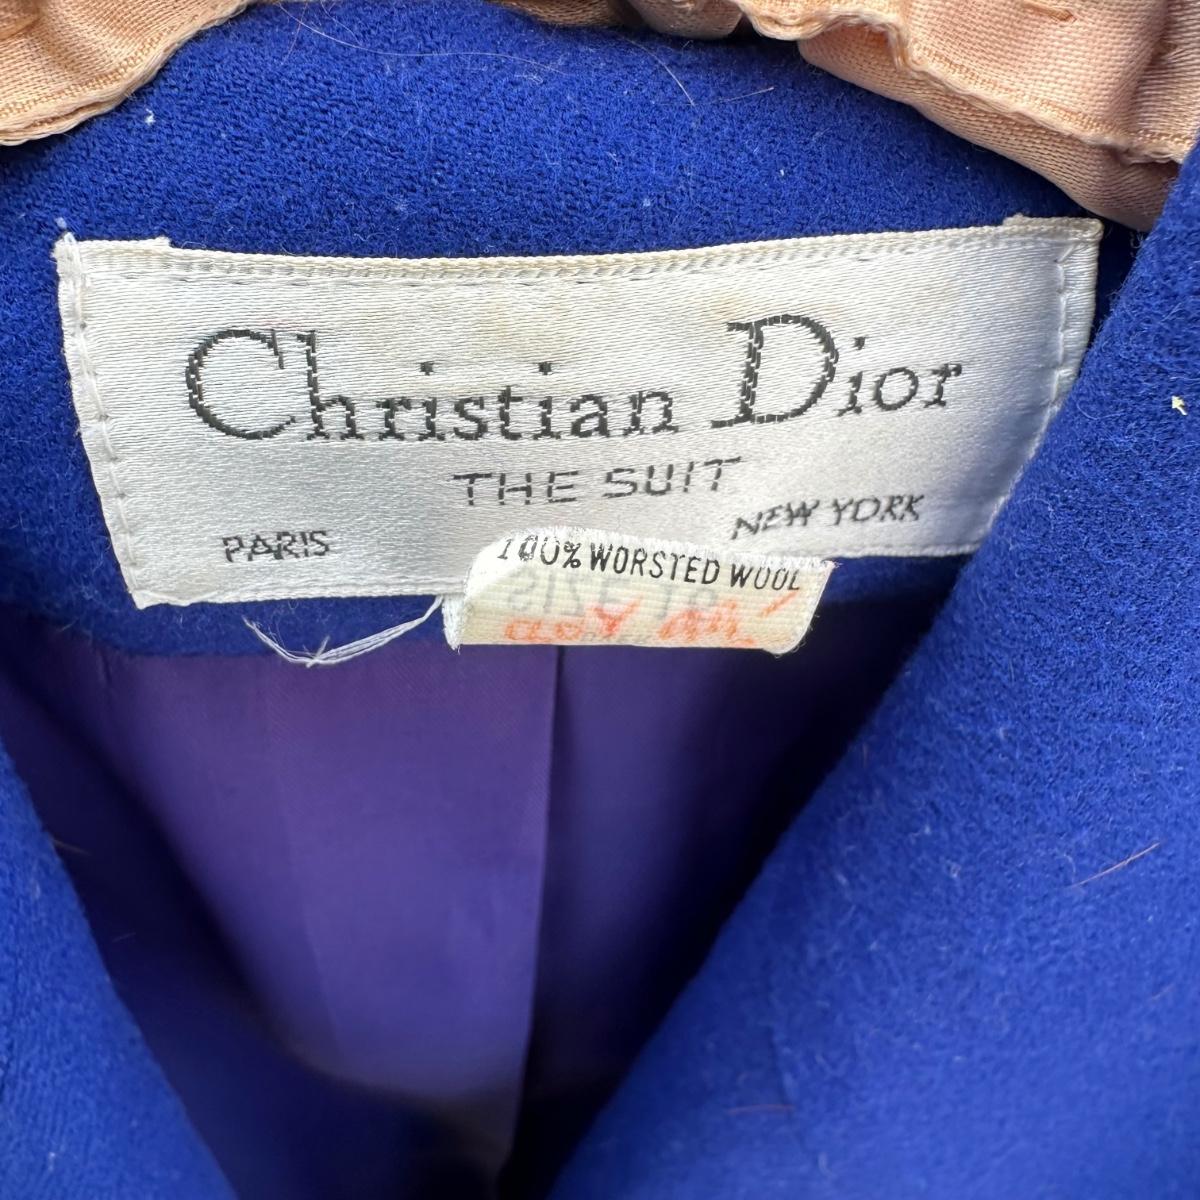 Christian Dior
THE SUIT
PARIS
NEW YORK
100% WORSTED WOOL